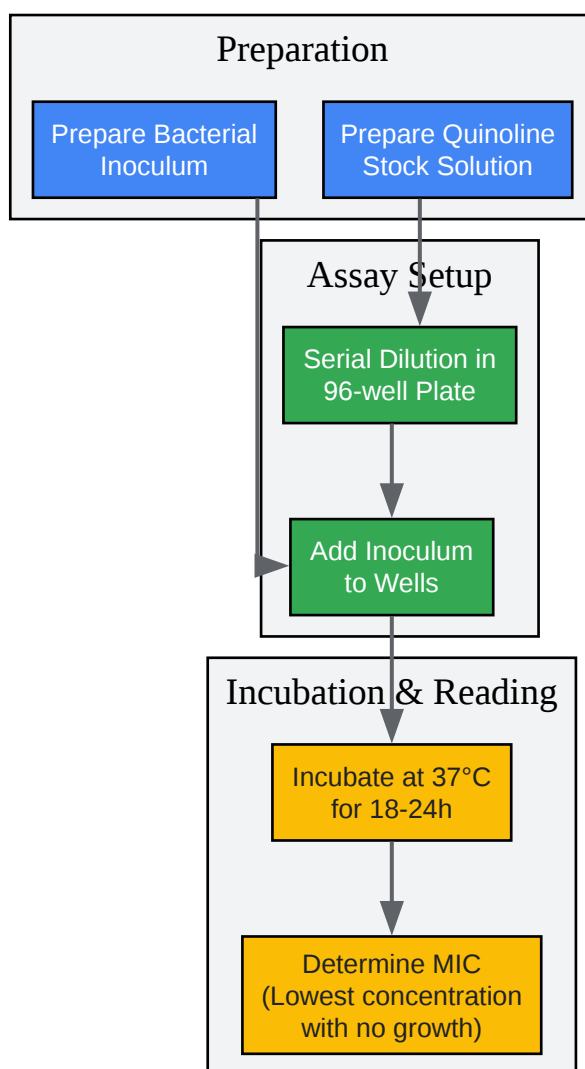 Preparation
Prepare Bacterial
Inoculum
Prepare Quinoline
Stock Solution
Assay Setup
Serial Dilution in
96-well Plate
Add Inoculum
to Wells
Incubation & Reading
Incubate at 37°C
for 18-24h
Determine MIC
(Lowest concentration
with no growth)